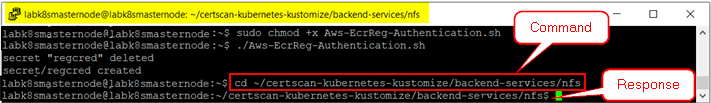 labk8smasternode@labk8smasternode: ~/certscan-kubernetes-kustomize/backend-services/nfs
labk8smasternode@labk8smasternode:~$ sudo chmod +x Aws-EcrReg-Authentication.sh
labk8smasternode@labk8smasternode:~$ ./Aws-EcrReg-Authentication.sh
secret "regcred" deleted
secret/regcred created
labk8smasternode@labk8smasternode:~$ cd ~/certscan-kubernetes-kustomize/backend-services/nfs
labk8smasternode@labk8smasternode:~/certscan-kubernetes-kustomize/backend-services/nfs$
Command
Response